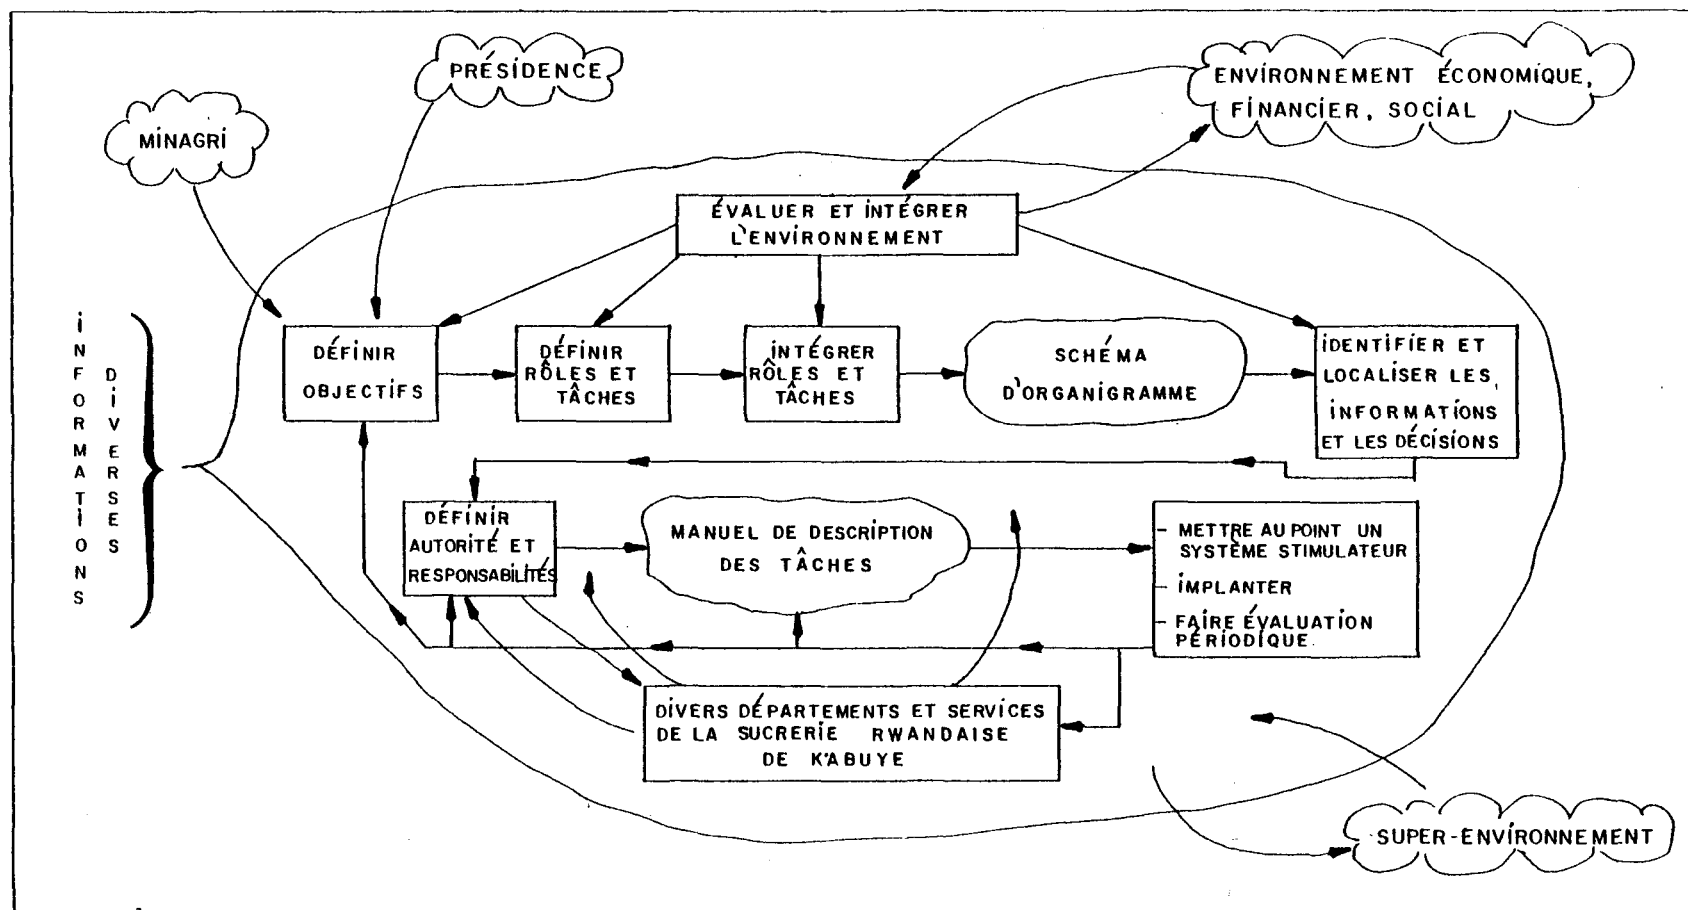 PRÉSIDENCE
ENVIRONNEMENT ÉCONOMIQUE,
FINANCIER, SOCIAL
MINAGRI
ÉVALUER ET INTÉGRER
L'ENVIRONNEMENT
INFORMATIONS
DIVERSES
DÉFINIR
OBJECTIFS
DÉFINIR
RÔLES ET
TÂCHES
INTÉGRER
RÔLES ET
TÂCHES
SCHÉMA
D'ORGANIGRAMME
IDENTIFIER ET
LOCALISER LES
INFORMATIONS
ET LES DÉCISIONS
DÉFINIR
AUTORITÉ ET
RESPONSABILITÉS
MANUEL DE DESCRIPTION
DES TÂCHES
- METTRE AU POINT UN
SYSTÈME STIMULATEUR
- IMPLANTER
- FAIRE ÉVALUATION
PÉRIODIQUE.
DIVERS DÉPARTEMENTS ET SERVICES
DE LA SUCRERIE RWANDAISE
DE KABUYE
SUPER-ENVIRONNEMENT